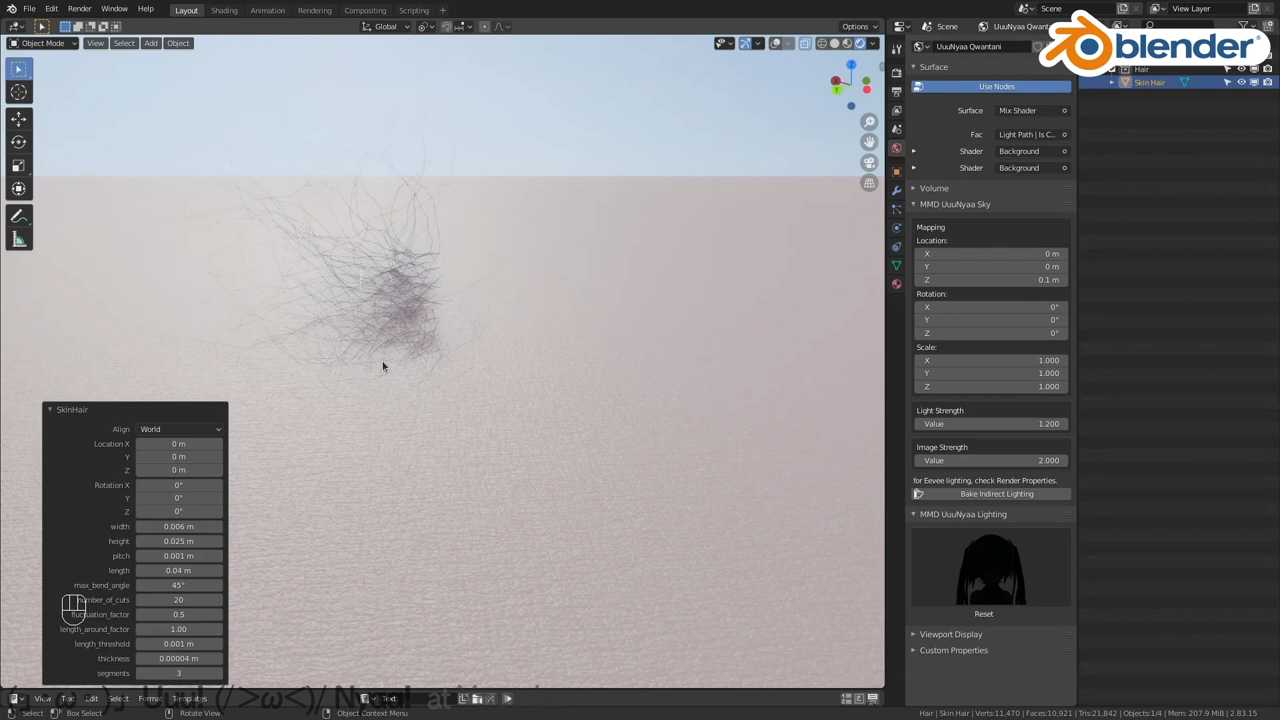 File Edit Render Window Help Layout Shading Animation Rendering Compositing Scripting Scene View Layer
Global Options Scene UuuNyaa Qwantani
Object Mode View Select Add Object UuuNyaa Qwantani
blender
Hair
Skin Hair
Surface
Use Nodes
Surface Mix Shader
Fac Light Path | Is C...
Shader Background
Shader Background
Volume
MMD UuuNyaa Sky
Mapping
Location:
X 0 m
Y 0 m
Z 0.1 m
Rotation:
X 0°
Y 0°
Z 0°
Scale:
X 1.000
Y 1.000
Z 1.000
Light Strength
Value 1.200
Image Strength
Value 2.000
for Eevee lighting, check Render Properties.
Bake Indirect Lighting
MMD UuuNyaa Lighting
Reset
Viewport Display
Custom Properties
X
Y
Z
SkinHair
Align World
Location X 0 m
Y 0 m
Z 0 m
Rotation X 0°
Y 0°
Z 0°
width 0.006 m
height 0.025 m
pitch 0.001 m
length 0.04 m
max_bend_angle 45°
number_of_cuts 20
fluctuation_factor 0.5
length_around_factor 1.00
length_threshold 0.001 m
thickness 0.00004 m
segments 3
View Text Edit Select Format Templates Text
Select Box Select Rotate View Object Context Menu
Hair | Skin Hair | Verts:11,470 | Faces:10,921 | Tris:21,842 | Objects:1/4 | Mem: 207.9 MiB | 2.83.15